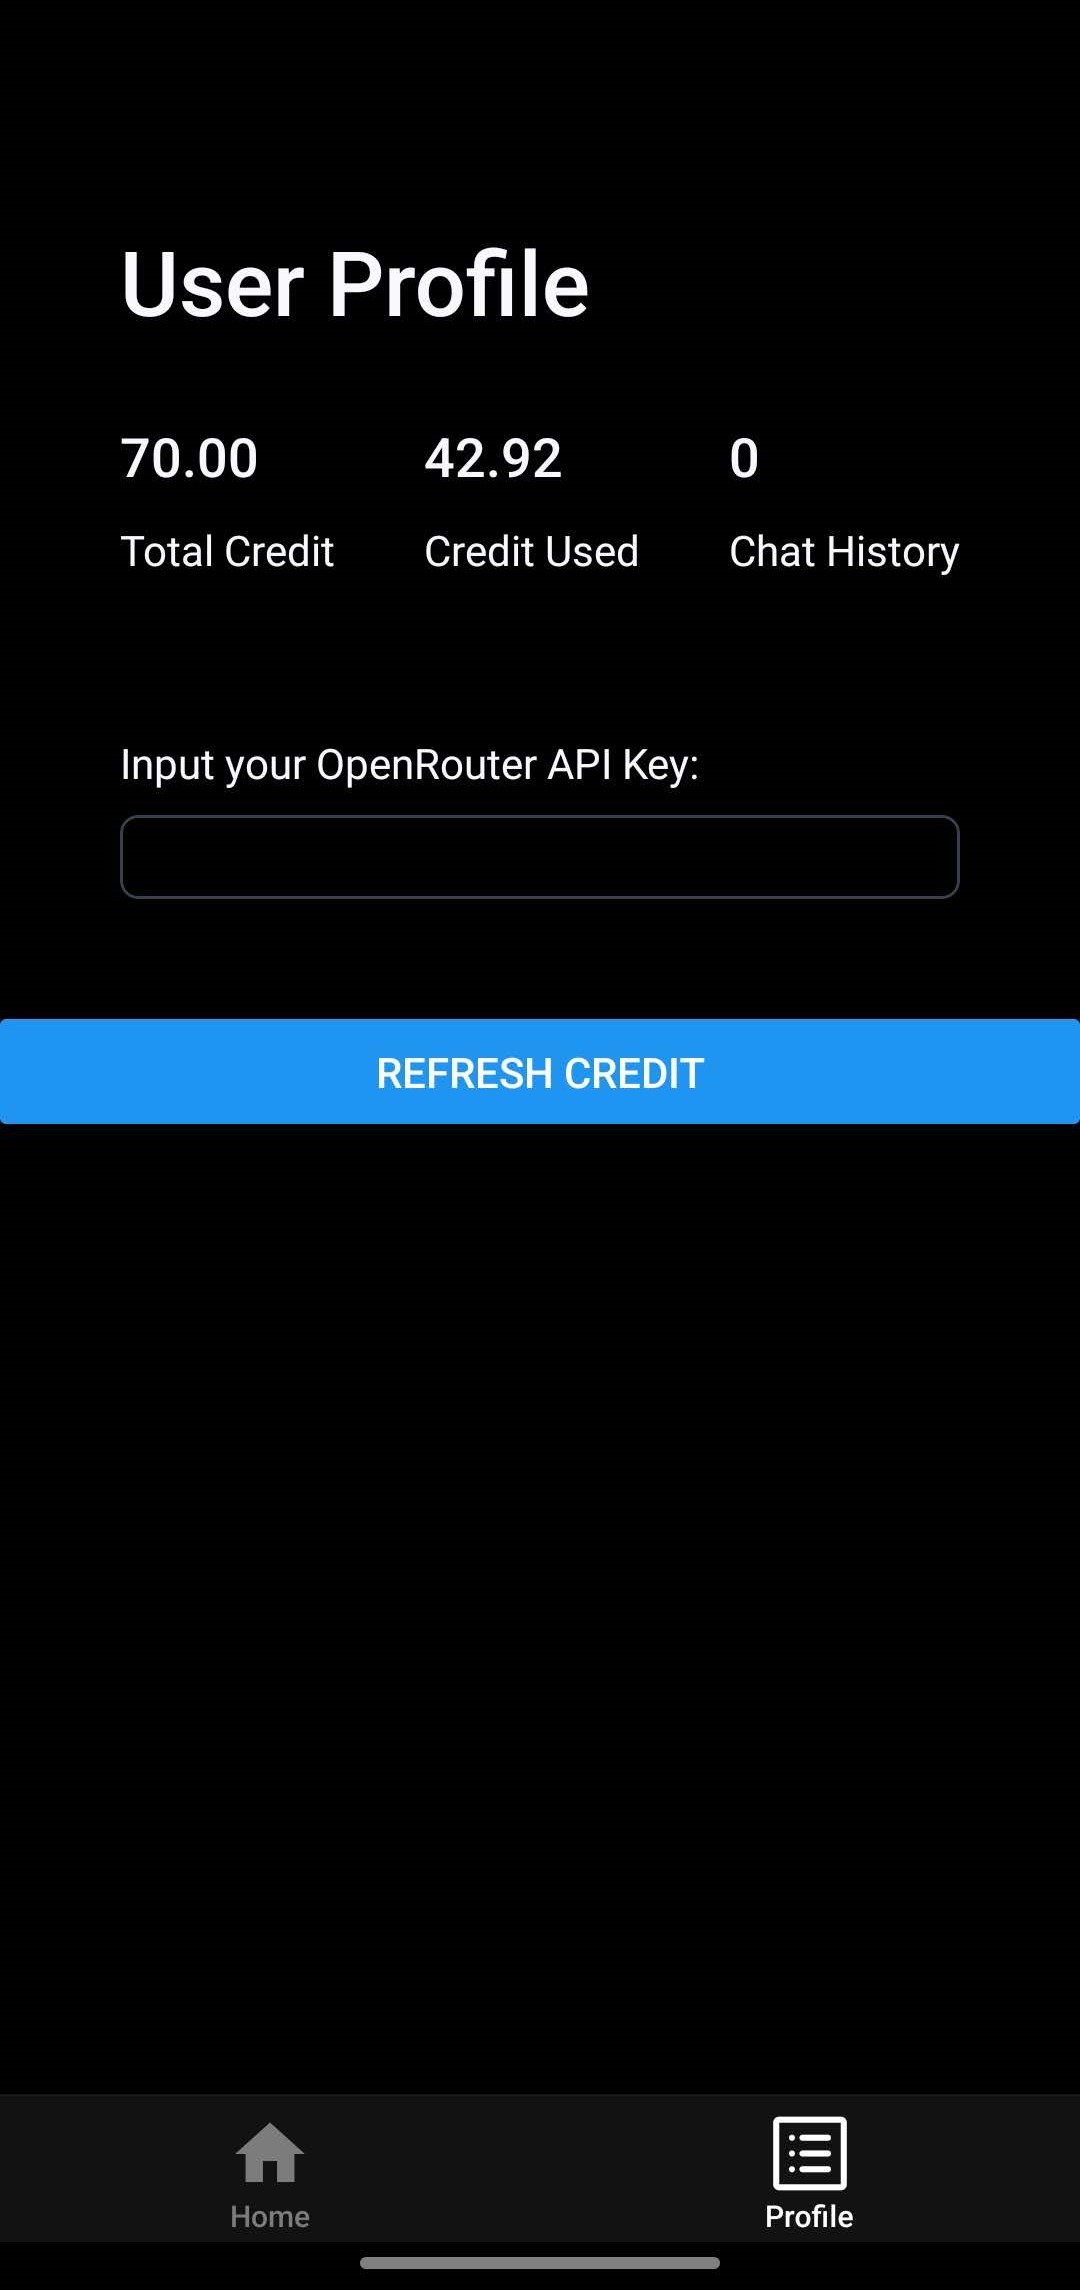 User Profile
70.00 42.92 0
Total Credit Credit Used Chat History
Input your OpenRouter API Key:
REFRESH CREDIT
Home Profile